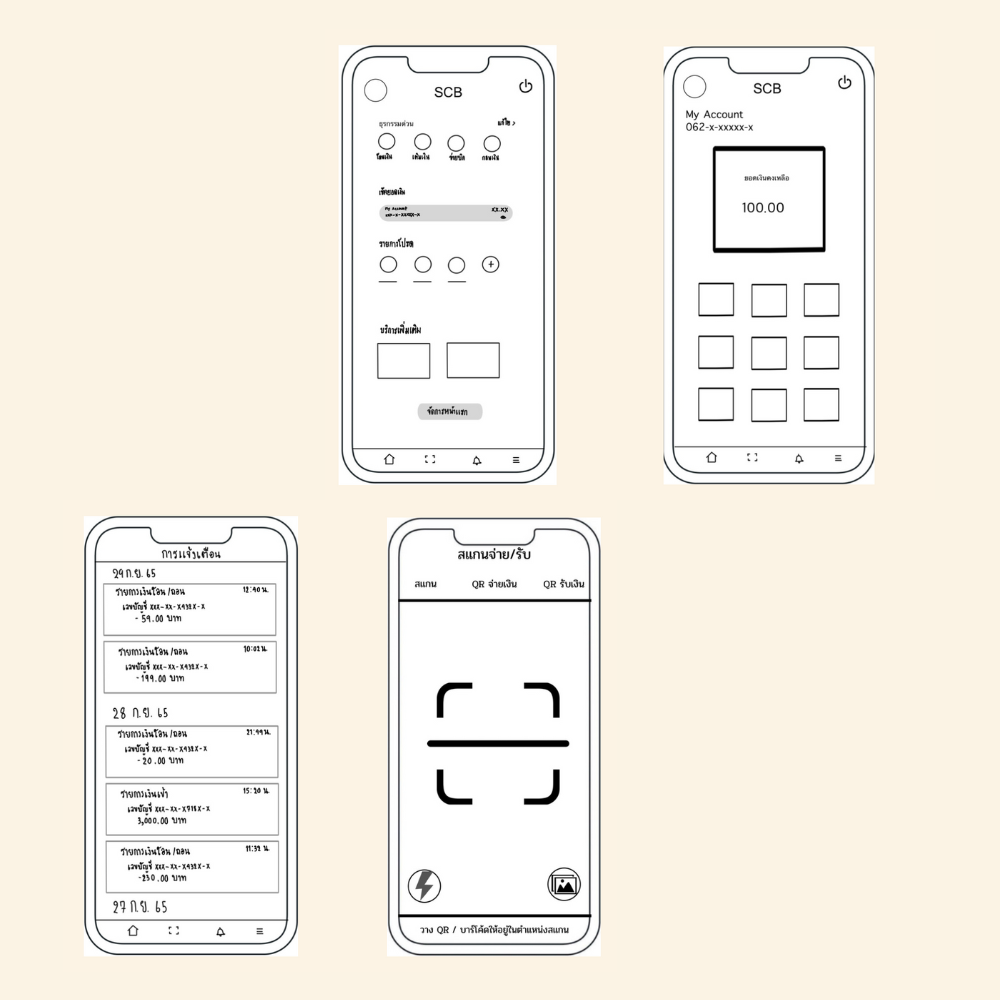 SCB
ธุรกรรมด่วน
แก้ไข >
โอนเงิน เติมเงิน จ่ายบิล กดเงิน
เช็คยอดเงิน
My Account
xx.xx
รายการโปรด
บริการเพิ่มเติม
จัดการหน้าแรก
SCB
My Account
062-x-xxxxx-x
ยอดเงินคงเหลือ
100.00
การแจ้งเตือน
29 ก.ย. 65
รายการเงินโอน /ถอน 12:40 น.
เลขบัญชี xxx-xx-x432x-x
- 59.00 บาท
รายการเงินโอน /ถอน 10:02 น.
เลขบัญชี xxx-xx-x432x-x
- 199.00 บาท
28 ก.ย. 65
รายการเงินโอน /ถอน 21:44 น.
เลขบัญชี xxx-xx-x432x-x
- 20.00 บาท
รายการเงินเข้า 15:20 น.
เลขบัญชี
3,000.00 บาท
รายการเงินโอน /ถอน 11:32 น.
เลขบัญชี xxx-xx-x432x-x
-250.00 บาท
27 ก.ย. 65
สแกนจ่าย/รับ
สแกน QR จ่ายเงิน QR รับเงิน
วาง QR / บาร์โค้ดให้อยู่ในตำแหน่งสแกน